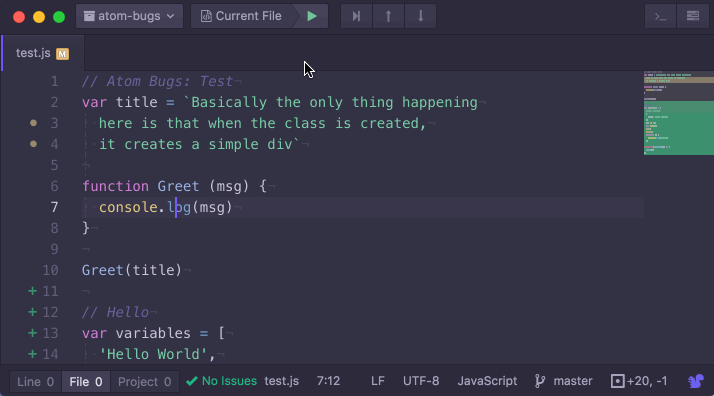 atom-bugs
Current File
test.js M
1 // Atom Bugs: Test¬
2 var title = `Basically the only thing happening¬
3 here is that when the class is created,¬
4 it creates a simple div`¬
5 ¬
6 function Greet (msg) {¬
7 console.log(msg)¬
8 }¬
9 ¬
10 Greet(title)¬
+ 11 ¬
+ 12 // Hello¬
+ 13 var variables = [¬
+ 14 'Hello World',¬
Line 0 File 0 Project 0 No Issues test.js 7:12 LF UTF-8 JavaScript master +20, -1